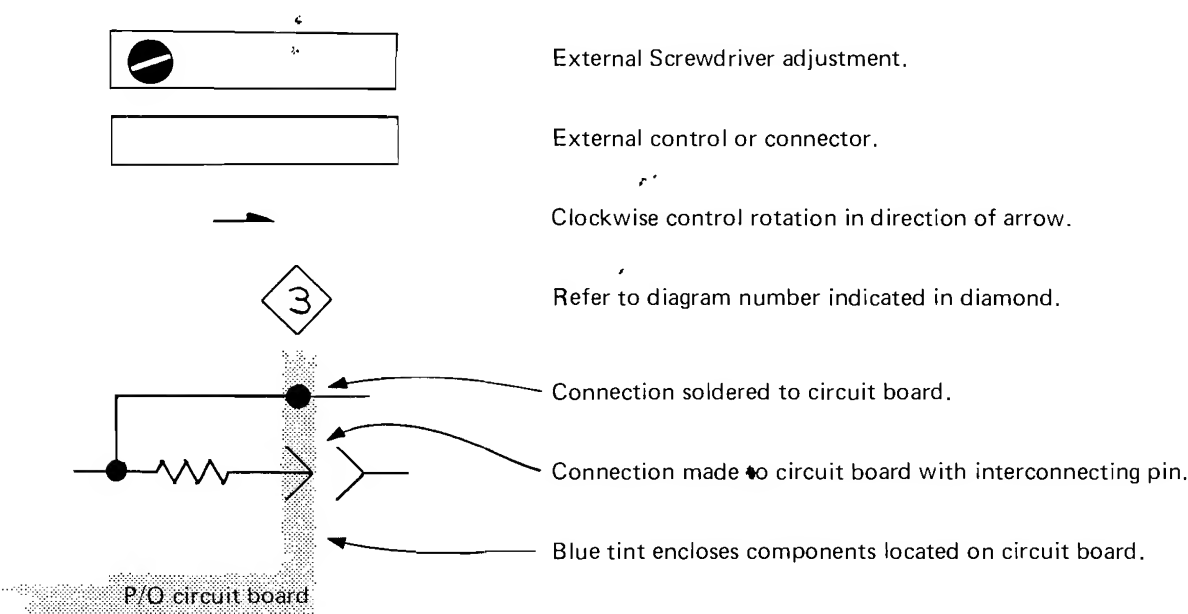 External Screwdriver adjustment.
External control or connector.
Clockwise control rotation in direction of arrow.
3
Refer to diagram number indicated in diamond.
Connection soldered to circuit board.
Connection made to circuit board with interconnecting pin.
Blue tint encloses components located on circuit board.
P/O circuit board